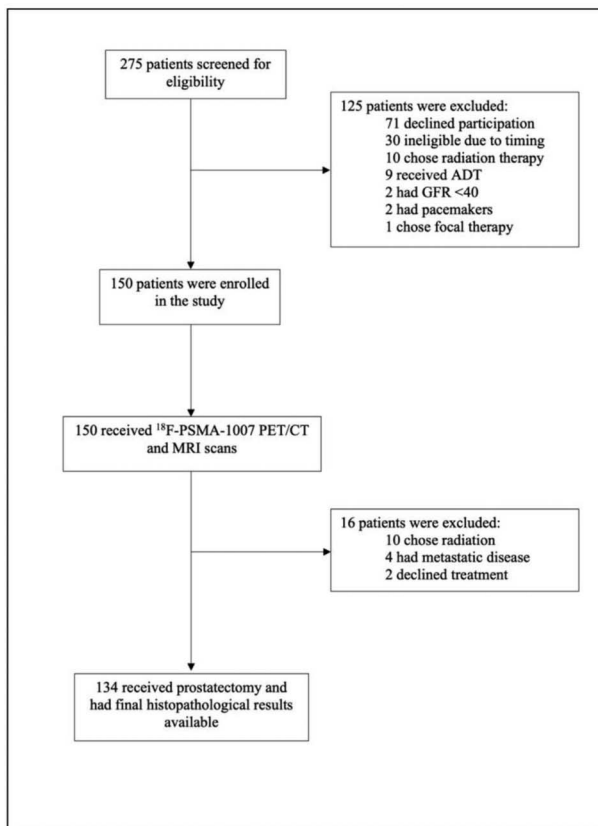 275 patients screened for
eligibility
125 patients were excluded:
71 declined participation
30 ineligible due to timing
10 chose radiation therapy
9 received ADT
2 had GFR <40
2 had pacemakers
1 chose focal therapy
150 patients were enrolled
in the study
150 received ¹⁸F-PSMA-1007 PET/CT
and MRI scans
16 patients were excluded:
10 chose radiation
4 had metastatic disease
2 declined treatment
134 received prostatectomy and
had final histopathological results
available